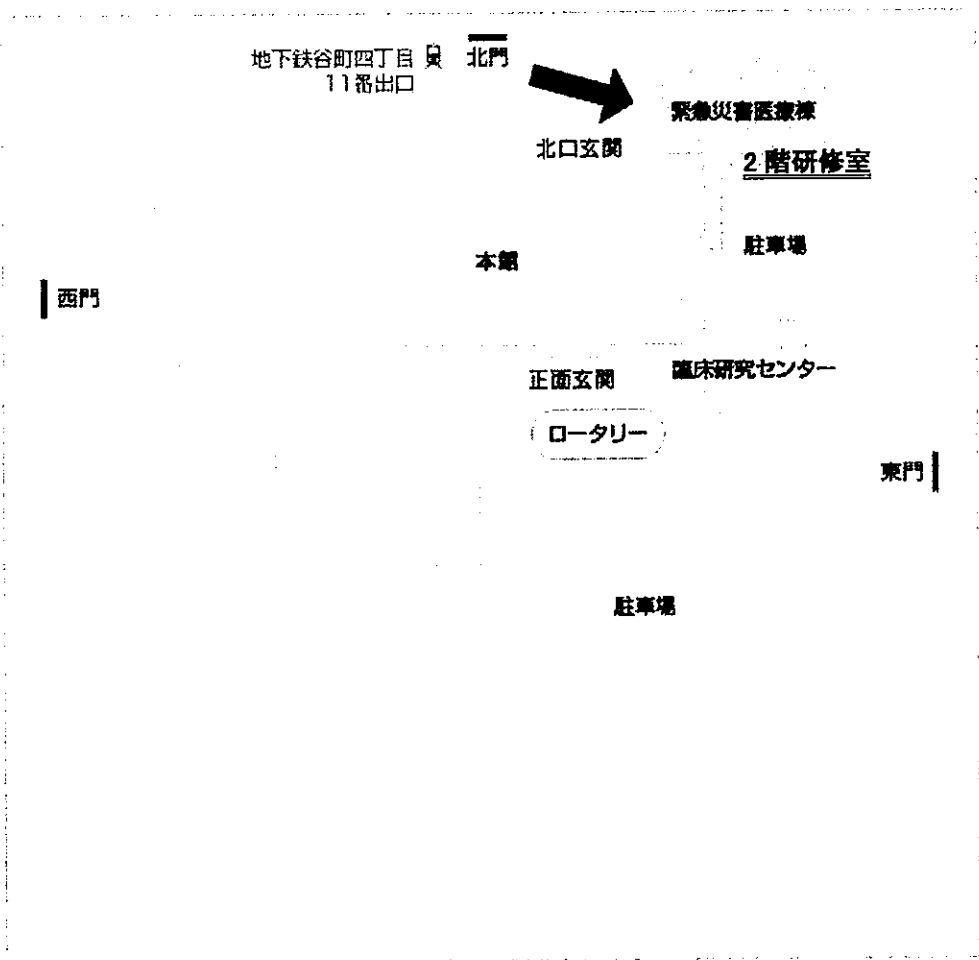 地下鉄谷町四丁目
11番出口
北門
緊急災害医療棟
北口玄関
2階研修室
駐車場
本館
西門
正面玄関
臨床研究センター
ロータリー
東門
駐車場